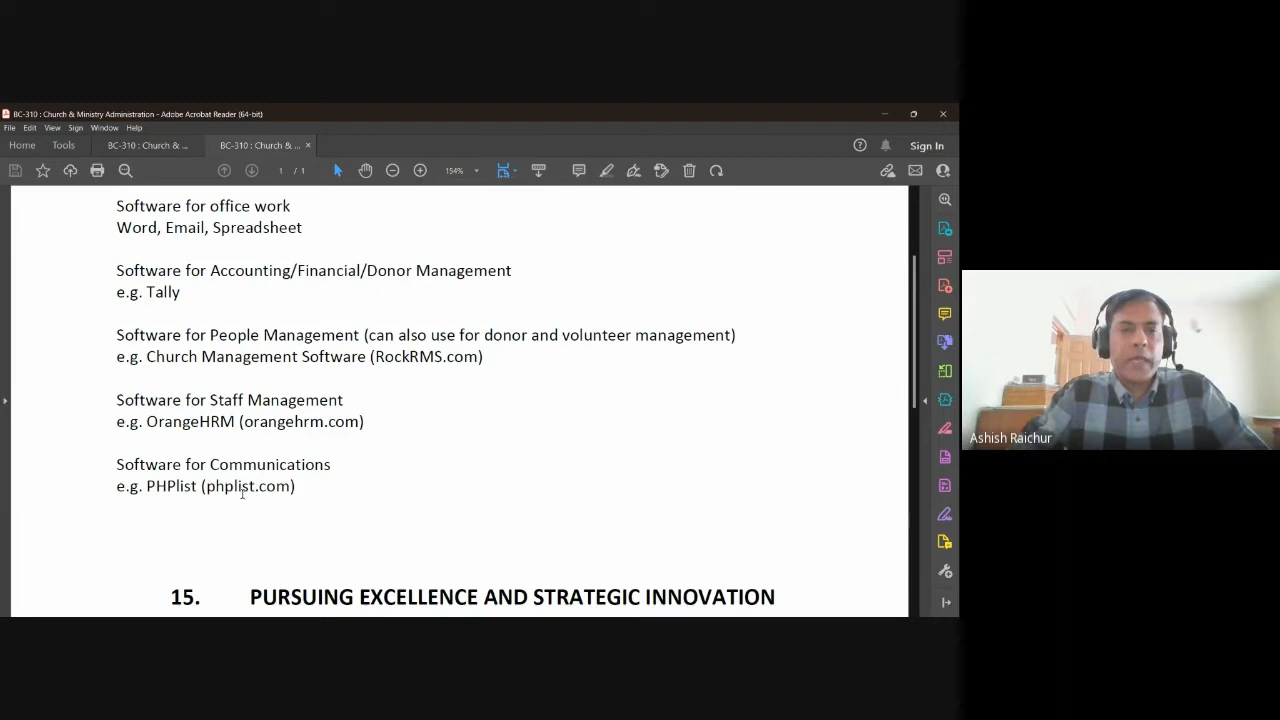 BC-310 : Church & Ministry Administration - Adobe Acrobat Reader (64-bit)
File Edit View Window Help
Home Tools BC-310 : Church & ... BC-310 : Church & ... ×
Sign In
1 / 1 154%
Software for office work
Word, Email, Spreadsheet
Software for Accounting/Financial/Donor Management
e.g. Tally
Software for People Management (can also use for donor and volunteer management)
e.g. Church Management Software (RockRMS.com)
Software for Staff Management
e.g. OrangeHRM (orangehrm.com)
Software for Communications
e.g. PHPlist (phplist.com)
15. PURSUING EXCELLENCE AND STRATEGIC INNOVATION
Ashish Raichur